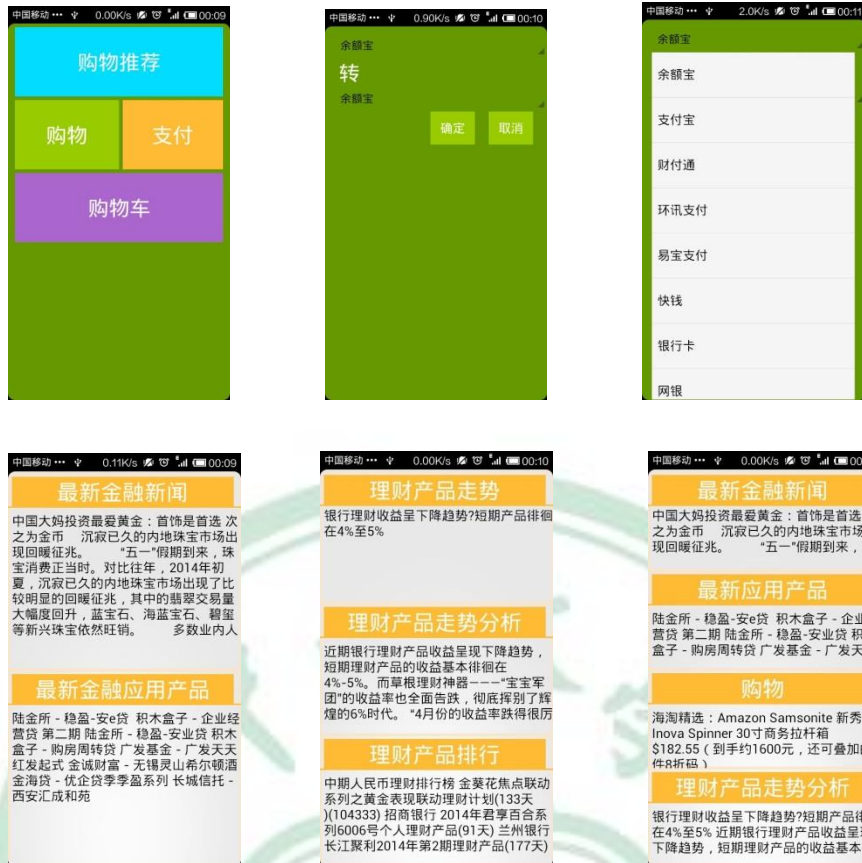 中国移动 ••• 0.00K/s 00:09
购物推荐
购物 支付
购物车
中国移动 ••• 0.90K/s 00:10
余额宝
转
余额宝
确定 取消
中国移动 ••• 2.0K/s 00:11
余额宝
余额宝
支付宝
财付通
环讯支付
易宝支付
快钱
银行卡
网银
中国移动 ••• 0.11K/s 00:09
最新金融新闻
中国大妈投资最爱黄金：首饰是首选 次
之为金币 沉寂已久的内地珠宝市场出
现回暖征兆。 “五一”假期到来，珠
宝消费正当时。对比往年，2014年初
夏，沉寂已久的内地珠宝市场出现了比
较明显的回暖征兆，其中的翡翠交易量
大幅度回升，蓝宝石、海蓝宝石、碧玺
等新兴珠宝依然旺销。 多数业内人
最新金融应用产品
陆金所 - 稳盈-安e贷 积木盒子 - 企业经
营贷 第二期 陆金所 - 稳盈-安业贷 积木
盒子 - 购房周转贷 广发基金 - 广发天天
红发起式 金诚财富 - 无锡灵山希尔顿酒
金海贷 - 优企贷季季盈系列 长城信托 -
西安汇成和苑
中国移动 ••• 0.00K/s 00:10
理财产品走势
银行理财收益呈下降趋势?短期产品徘徊
在4%至5%
理财产品走势分析
近期银行理财产品收益呈现下降趋势，
短期理财产品的收益基本徘徊在
4%-5%。而草根理财神器———“宝宝军
团”的收益率也全面告跌，彻底挥别了辉
煌的6%时代。 “4月份的收益率跌得很厉
理财产品排行
中期人民币理财排行榜 金葵花焦点联动
系列之黄金表现联动理财计划(133天
)(104333) 招商银行 2014年君享百合系
列6006号个人理财产品(91天) 兰州银行
长江聚利2014年第2期理财产品(177天)
中国移动 ••• 0.00K/s 00
最新金融新闻
中国大妈投资最爱黄金：首饰是首选
之为金币 沉寂已久的内地珠宝市场
现回暖征兆。 “五一”假期到来，
最新应用产品
陆金所 - 稳盈-安e贷 积木盒子 - 企业
营贷 第二期 陆金所 - 稳盈-安业贷 积
盒子 - 购房周转贷 广发基金 - 广发天
购物
海淘精选：Amazon Samsonite 新秀
Inova Spinner 30寸商务拉杆箱
$182.55 ( 到手约1600元，还可叠加
件8折码 )
理财产品走势分析
银行理财收益呈下降趋势?短期产品徘
在4%至5% 近期银行理财产品收益呈
下降趋势，短期理财产品的收益基本